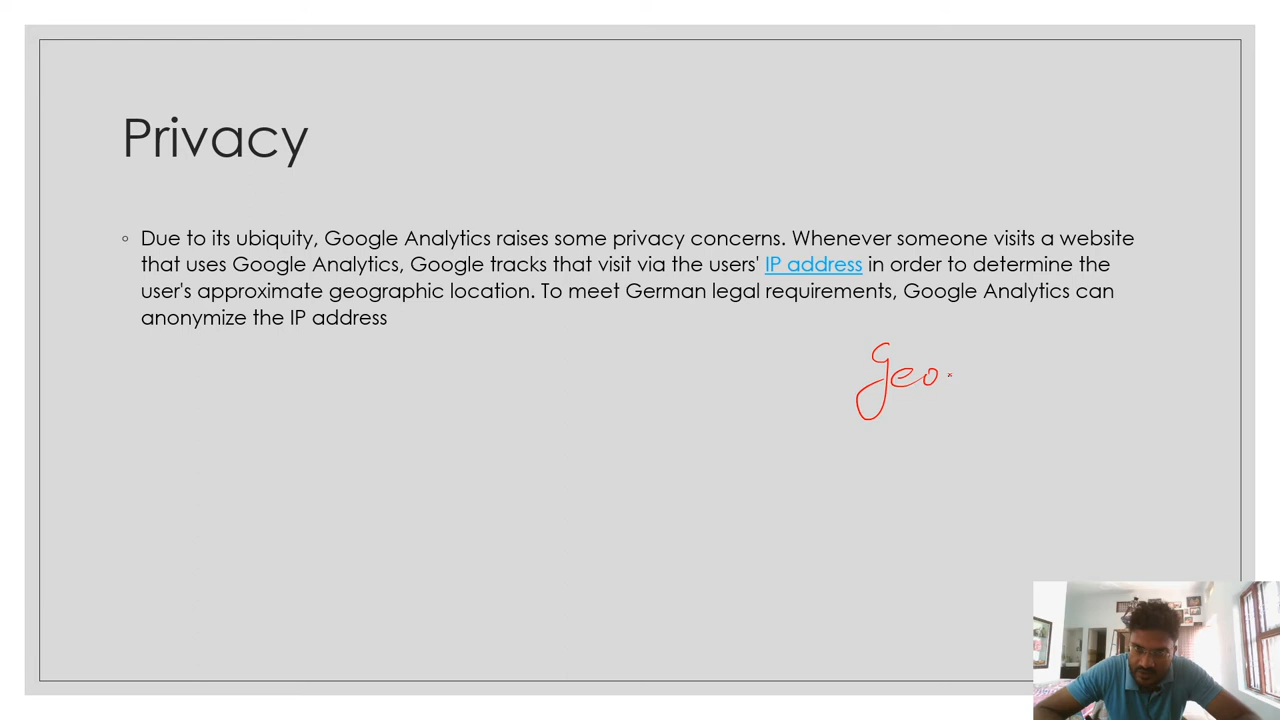 Privacy
◦ Due to its ubiquity, Google Analytics raises some privacy concerns. Whenever someone visits a website
that uses Google Analytics, Google tracks that visit via the users' IP address in order to determine the
user's approximate geographic location. To meet German legal requirements, Google Analytics can
anonymize the IP address
Geo